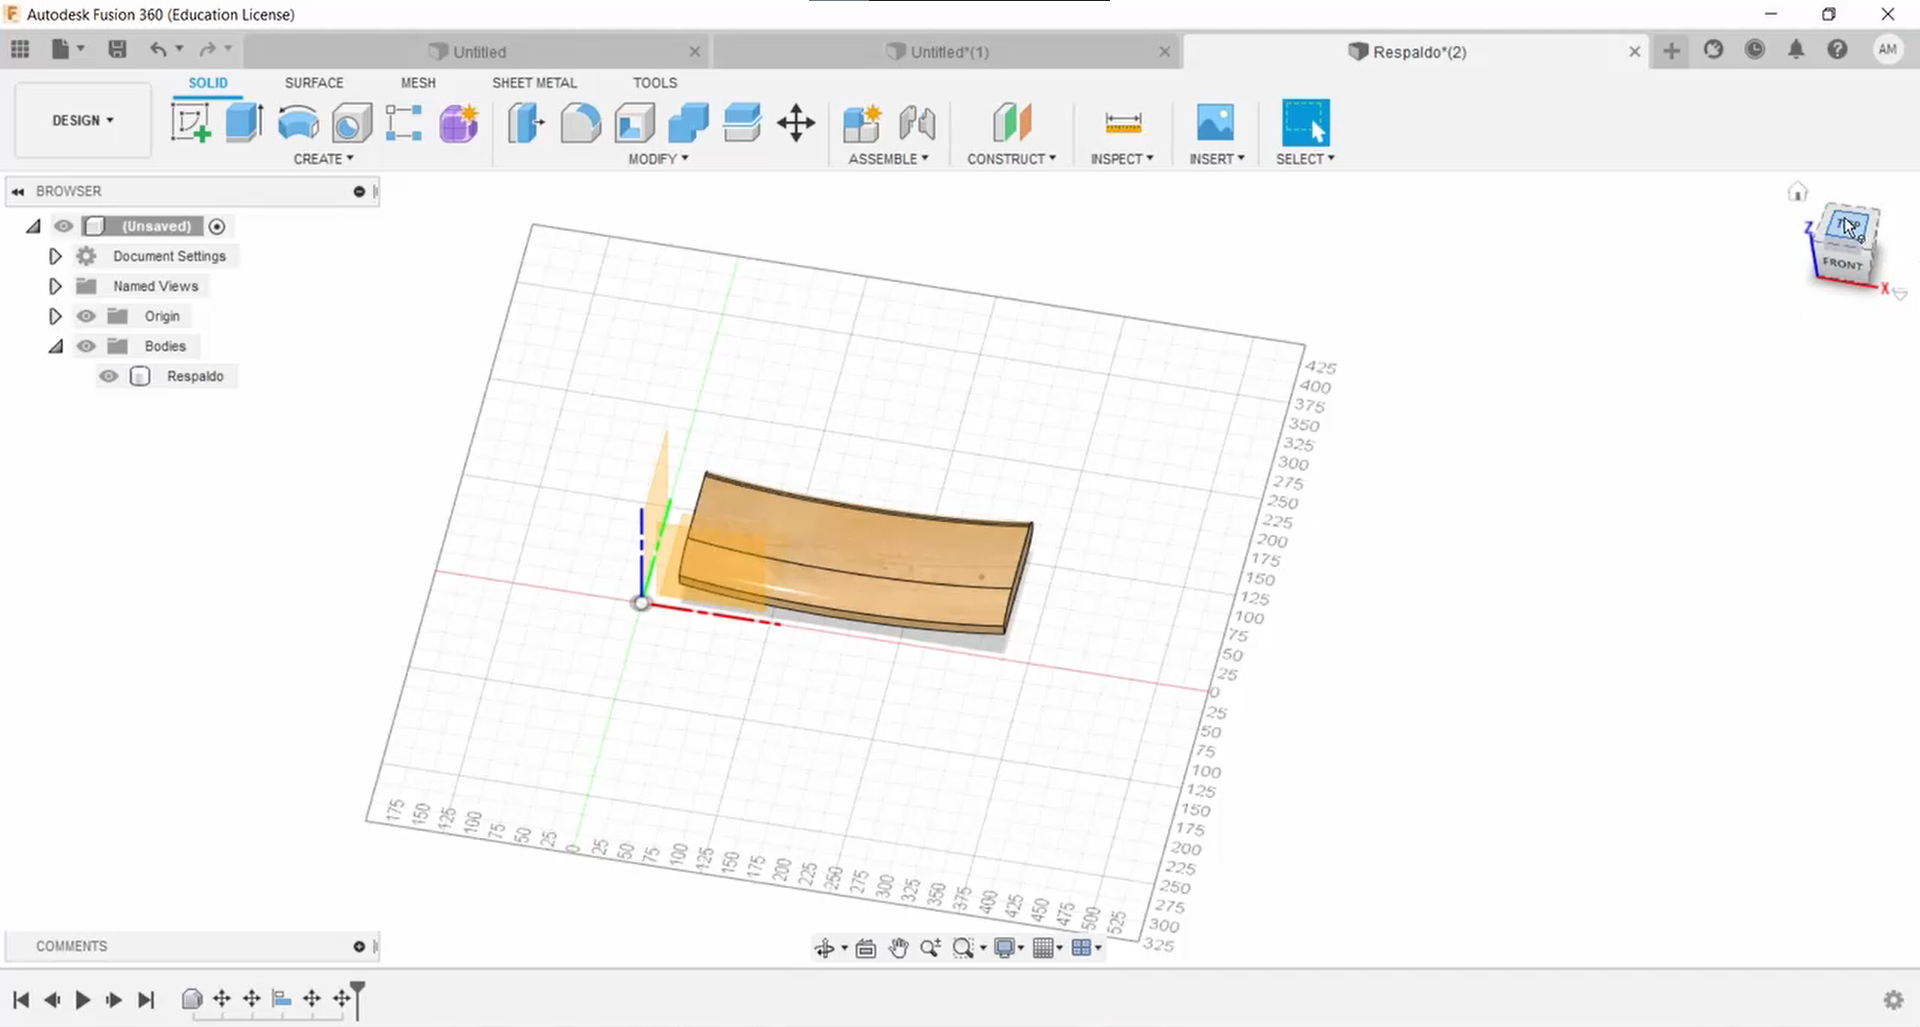 Autodesk Fusion 360 (Education License)
Untitled
Untitled*(1)
Respaldo*(2)
AM
DESIGN
SOLID
SURFACE
MESH
SHEET METAL
TOOLS
CREATE
MODIFY
ASSEMBLE
CONSTRUCT
INSPECT
INSERT
SELECT
BROWSER
(Unsaved)
Document Settings
Named Views
Origin
Bodies
Respaldo
Z
FRONT
X
425
400
375
350
325
300
275
250
225
200
175
150
125
100
75
50
25
0
25
50
75
100
125
150
175
200
225
250
275
300
325
175 150 125 100 75 50 25 0 25 50 75 100 125 150 175 200 225 250 275 300 325 350 375 400 425 450 475 500 525
COMMENTS